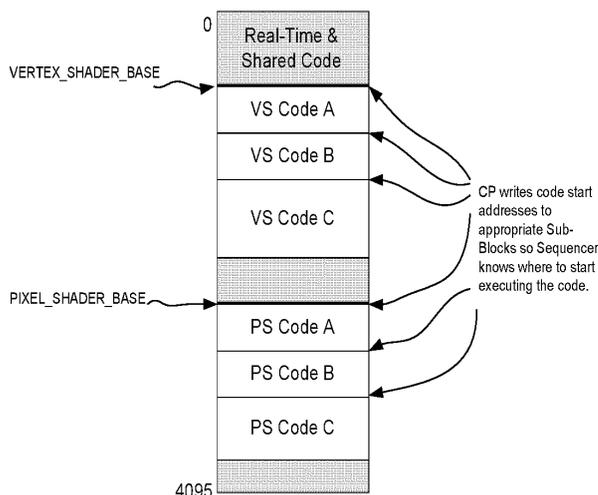 0
Real-Time &
Shared Code
VERTEX_SHADER_BASE
VS Code A
VS Code B
VS Code C
CP writes code start
addresses to
appropriate Sub-
Blocks so Sequencer
knows where to start
executing the code.
PIXEL_SHADER_BASE
PS Code A
PS Code B
PS Code C
4095